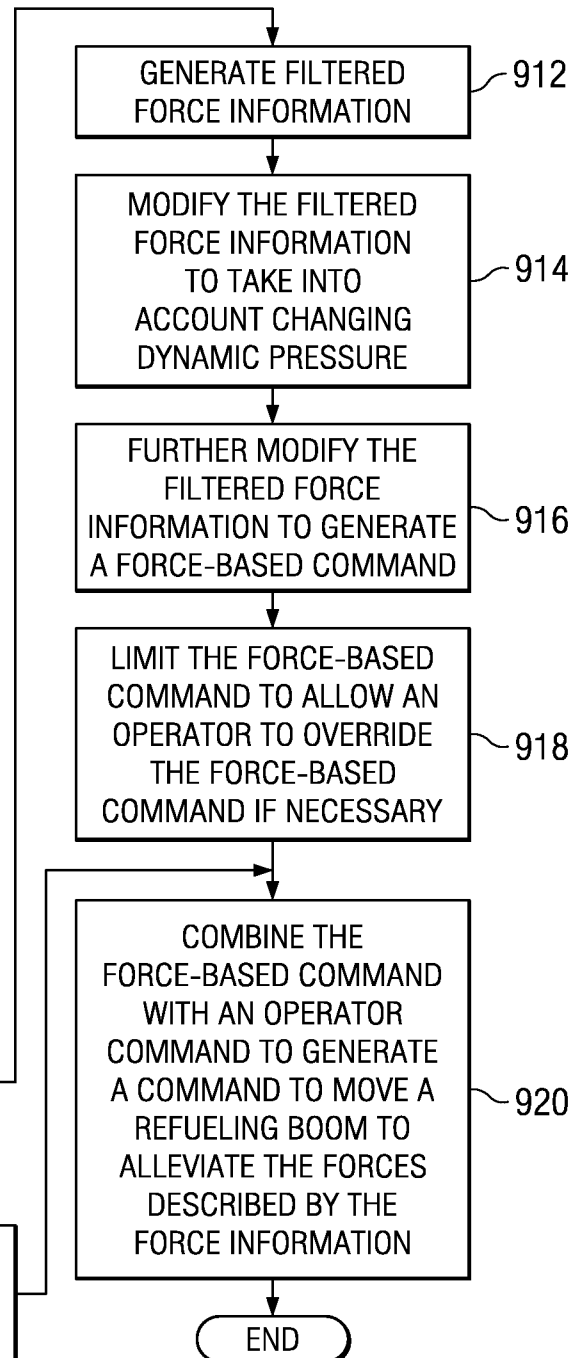 GENERATE FILTERED
FORCE INFORMATION
912
MODIFY THE FILTERED
FORCE INFORMATION
TO TAKE INTO
ACCOUNT CHANGING
DYNAMIC PRESSURE
914
FURTHER MODIFY THE
FILTERED FORCE
INFORMATION TO GENERATE
A FORCE-BASED COMMAND
916
LIMIT THE FORCE-BASED
COMMAND TO ALLOW AN
OPERATOR TO OVERRIDE
THE FORCE-BASED
COMMAND IF NECESSARY
918
COMBINE THE
FORCE-BASED COMMAND
WITH AN OPERATOR
COMMAND TO GENERATE
A COMMAND TO MOVE A
REFUELING BOOM TO
ALLEVIATE THE FORCES
DESCRIBED BY THE
FORCE INFORMATION
920
END